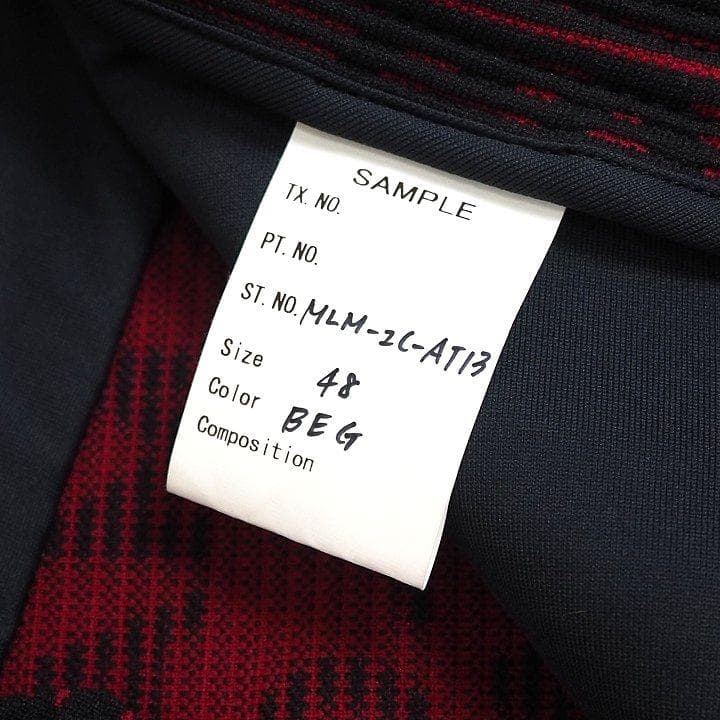 SAMPLE
TX. NO.
PT. NO.
ST. NO. MLM-2C-AT13
Size 48
Color BEG
Composition